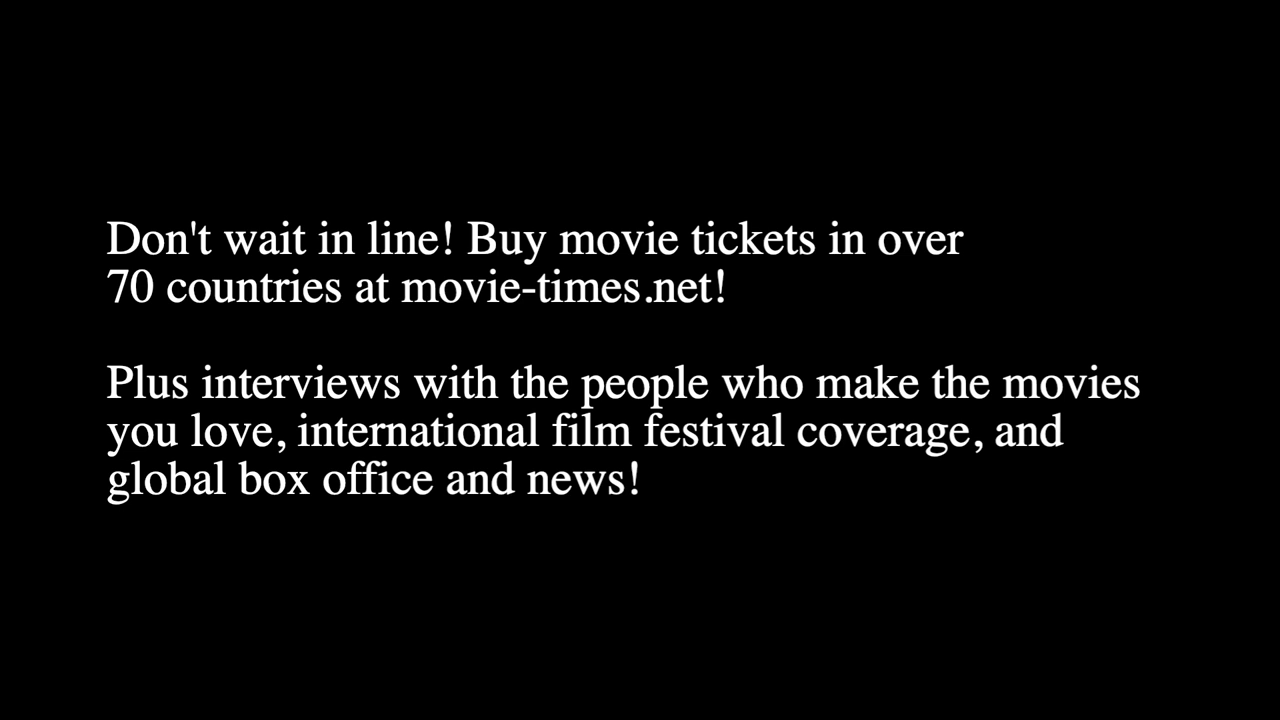 Don't wait in line! Buy movie tickets in over
70 countries at movie-times.net!
Plus interviews with the people who make the movies
you love, international film festival coverage, and
global box office and news!